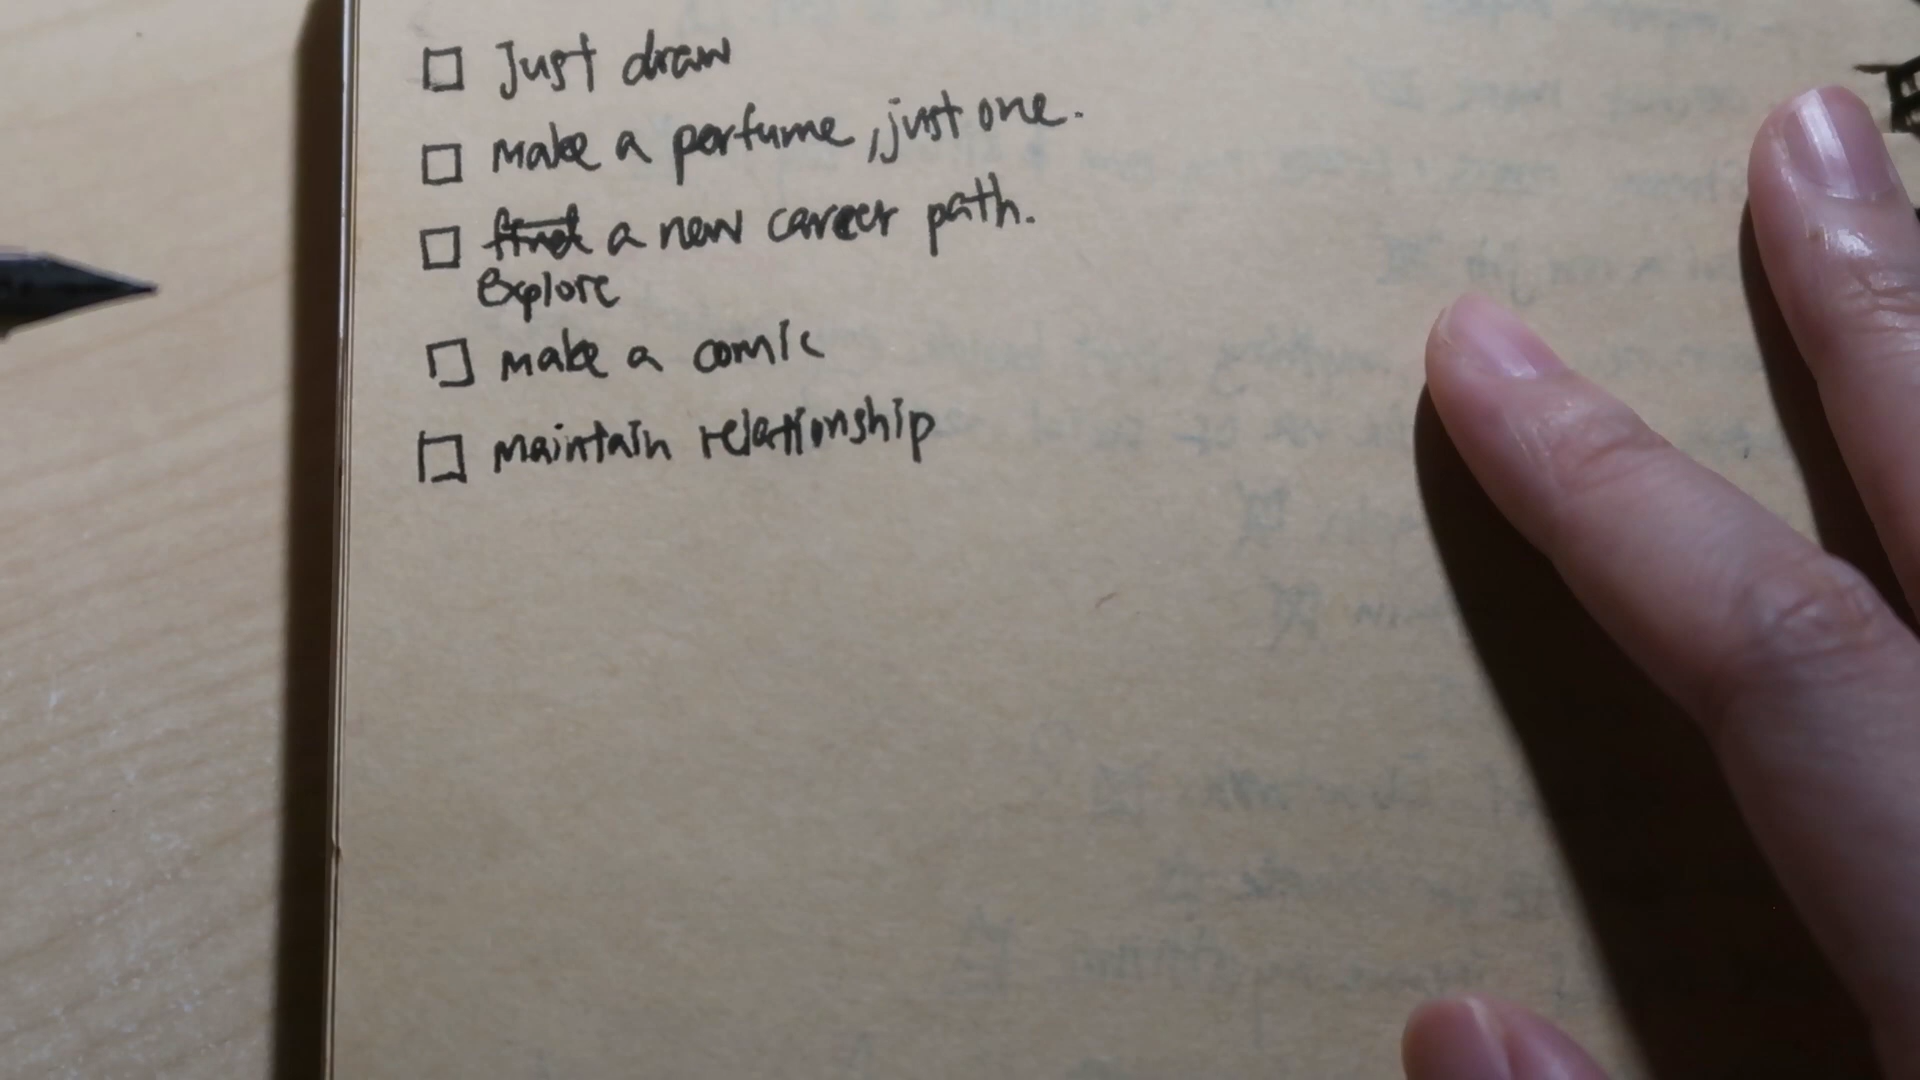 Just draw
make a perfume, just one.
find a new career path.
Explore
make a comic
maintain relationship